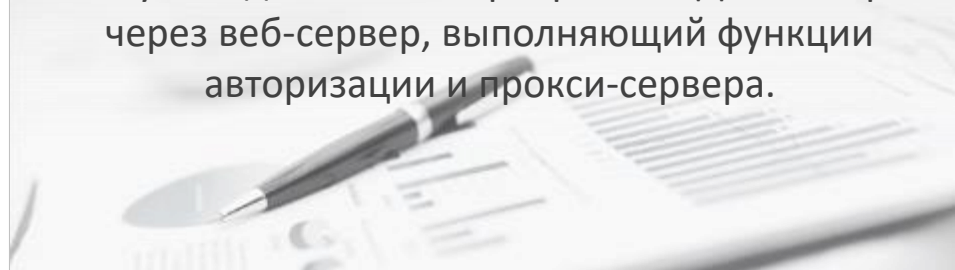 через веб-сервер, выполняющий функции
авторизации и прокси-сервера.